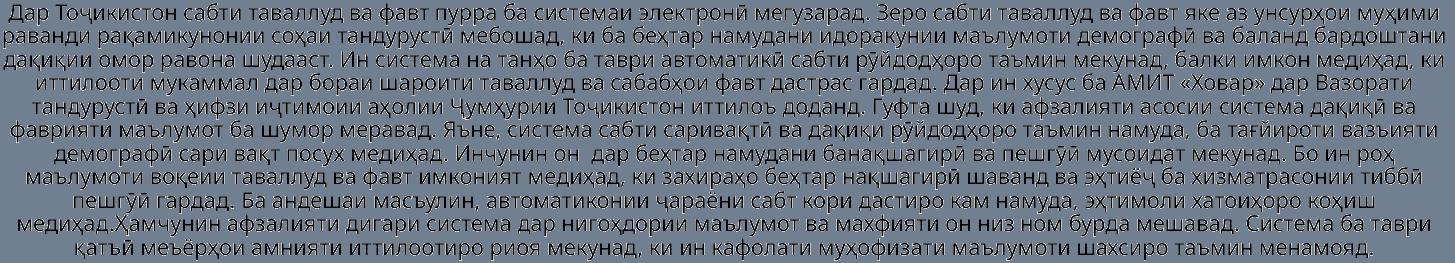 Дар Тоҷикистон сабти таваллуд ва фавт пурра ба системаи электронӣ мегузарад. Зеро сабти таваллуд ва фавт яке аз унсурҳои муҳими
раванди рақамикунонии соҳаи тандурустӣ мебошад, ки ба беҳтар намудани идоракунии маълумоти демографӣ ва баланд бардоштани
дақиқии омор равона шудааст. Ин система на танҳо ба таври автоматикӣ сабти рӯйдодҳоро таъмин мекунад, балки имкон медиҳад, ки
иттилооти мукаммал дар бораи шароити таваллуд ва сабабҳои фавт дастрас гардад. Дар ин хусус ба АМИТ «Ховар» дар Вазорати
тандурустӣ ва ҳифзи иҷтимоии аҳолии Ҷумҳурии Тоҷикистон иттилоъ доданд. Гуфта шуд, ки афзалияти асосии система дақиқӣ ва
фаврияти маълумот ба шумор меравад. Яъне, система сабти саривақтӣ ва дақиқи рӯйдодҳоро таъмин намуда, ба тағйироти вазъияти
демографӣ сари вақт посух медиҳад. Инчунин он дар беҳтар намудани банақшагирӣ ва пешгӯӣ мусоидат мекунад. Бо ин роҳ
маълумоти воқеии таваллуд ва фавт имконият медиҳад, ки захираҳо беҳтар нақшагирӣ шаванд ва эҳтиёҷ ба хизматрасонии тиббӣ
пешгӯӣ гардад. Ба андешаи масъулин, автоматиконии ҷараёни сабт кори дастиро кам намуда, эҳтимоли хатоиҳоро коҳиш
медиҳад.Ҳамчунин афзалияти дигари система дар нигоҳдории маълумот ва махфияти он низ ном бурда мешавад. Система ба таври
қатъӣ меъёрҳои амнияти иттилоотиро риоя мекунад, ки ин кафолати муҳофизати маълумоти шахсиро таъмин менамояд.